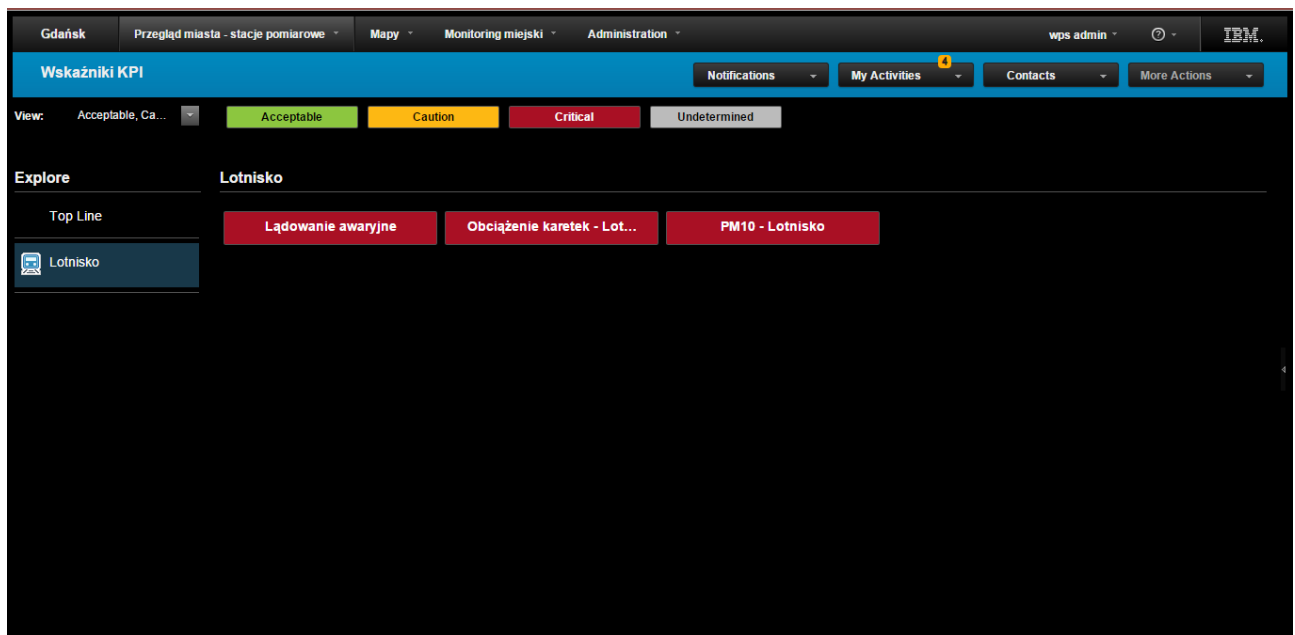 Gdańsk Przegląd miasta - stacje pomiarowe Mapy Monitoring miejski Administration wps admin ? IBM.
Wskaźniki KPI Notifications My Activities 4 Contacts More Actions
View: Acceptable, Ca... Acceptable Caution Critical Undetermined
Explore Lotnisko
Top Line Lądowanie awaryjne Obciążenie karetek - Lot... PM10 - Lotnisko
Lotnisko